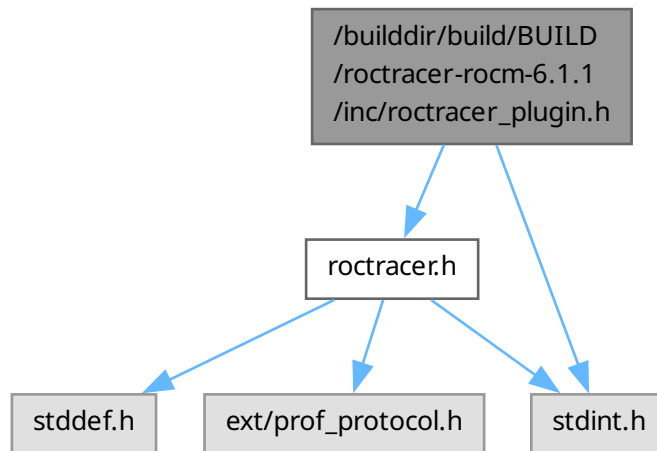 /builddir/build/BUILD
/roctracer-rocm-6.1.1
/inc/roctracer_plugin.h
roctracer.h
stddef.h
ext/prof_protocol.h
stdint.h